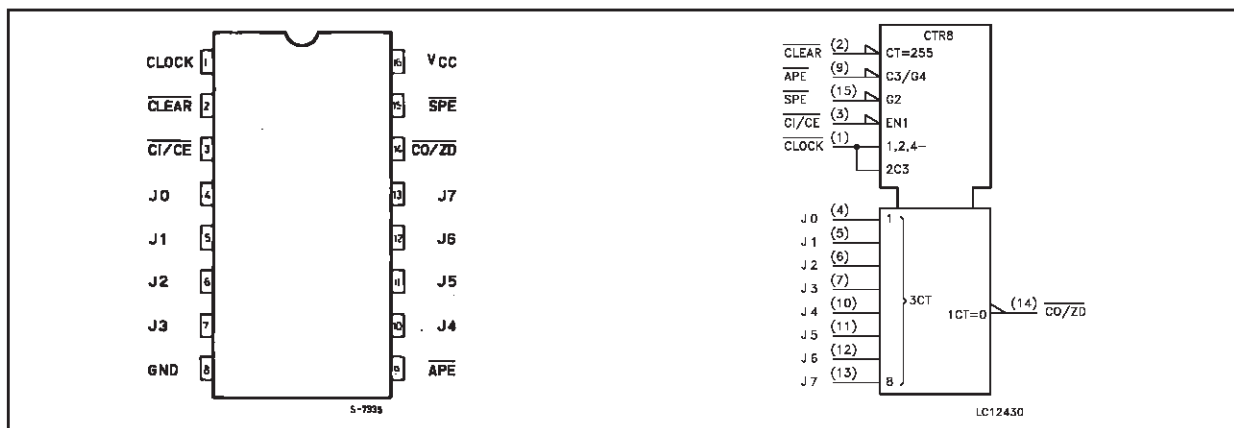 CLOCK 1 16 VCC
CLEAR 2 15 SPE
CI/CE 3 14 CO/ZD
J0 4 13 J7
J1 5 12 J6
J2 6 11 J5
J3 7 10 J4
GND 8 9 APE
S-7935
CTR8
CLEAR (2) CT=255
APE (9) C3/G4
SPE (15) G2
CI/CE (3) EN1
CLOCK (1) 1,2,4–
2C3
J0 (4) 1
J1 (5)
J2 (6)
J3 (7)
3CT
J4 (10)
1CT=0 (14) CO/ZD
J5 (11)
J6 (12)
J7 (13) 8
LC12430